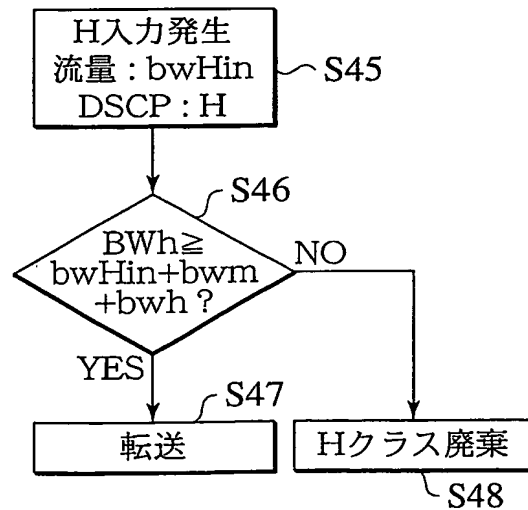 H入力発生
流量:bwHin
DSCP:H
S45
S46
BWh≧
bwHin+bwm
+bwh?
NO
YES
S47
転送
Hクラス廃棄
S48